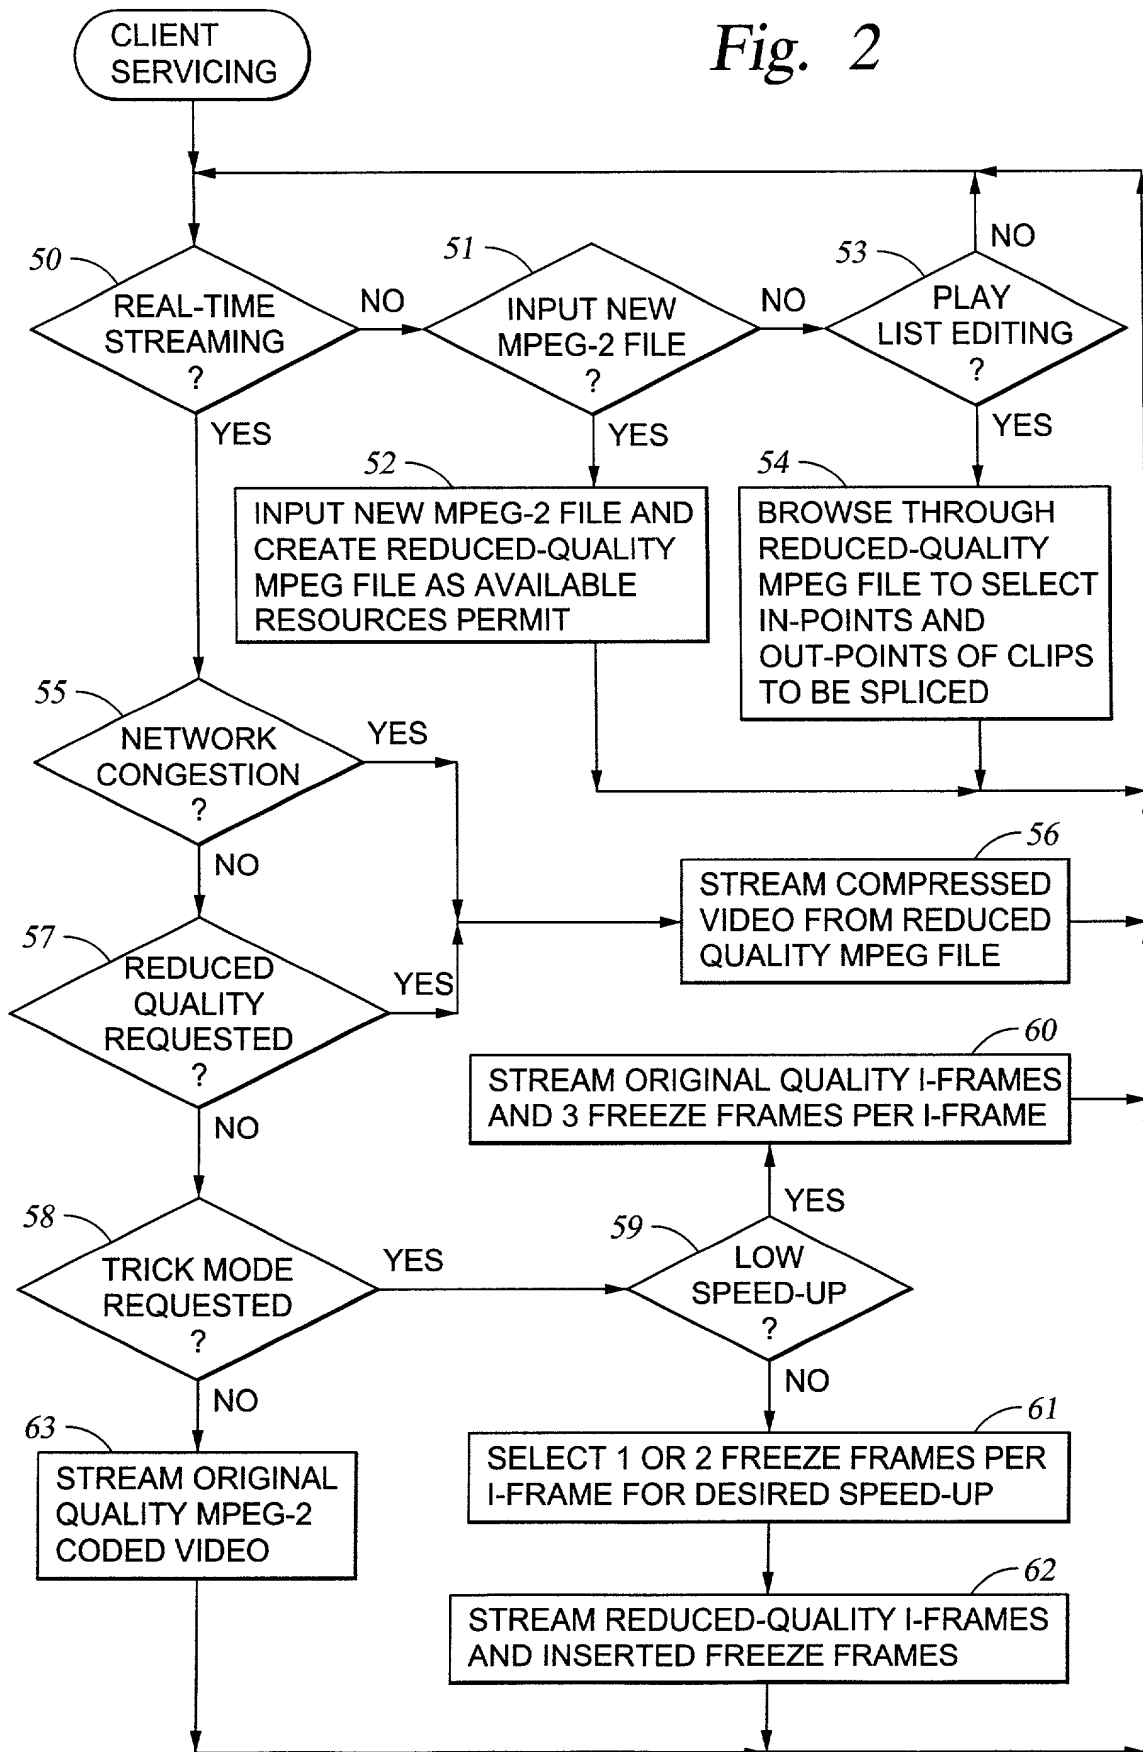 CLIENT
SERVICING
Fig. 2
50
REAL-TIME
STREAMING
?
NO
YES
51
INPUT NEW
MPEG-2 FILE
?
NO
YES
53
PLAY
LIST EDITING
?
NO
YES
52
INPUT NEW MPEG-2 FILE AND
CREATE REDUCED-QUALITY
MPEG FILE AS AVAILABLE
RESOURCES PERMIT
54
BROWSE THROUGH
REDUCED-QUALITY
MPEG FILE TO SELECT
IN-POINTS AND
OUT-POINTS OF CLIPS
TO BE SPLICED
55
NETWORK
CONGESTION
?
YES
NO
56
STREAM COMPRESSED
VIDEO FROM REDUCED
QUALITY MPEG FILE
57
REDUCED
QUALITY
REQUESTED
?
YES
NO
60
STREAM ORIGINAL QUALITY I-FRAMES
AND 3 FREEZE FRAMES PER I-FRAME
58
TRICK MODE
REQUESTED
?
YES
NO
59
LOW
SPEED-UP
?
YES
NO
63
STREAM ORIGINAL
QUALITY MPEG-2
CODED VIDEO
61
SELECT 1 OR 2 FREEZE FRAMES PER
I-FRAME FOR DESIRED SPEED-UP
62
STREAM REDUCED-QUALITY I-FRAMES
AND INSERTED FREEZE FRAMES